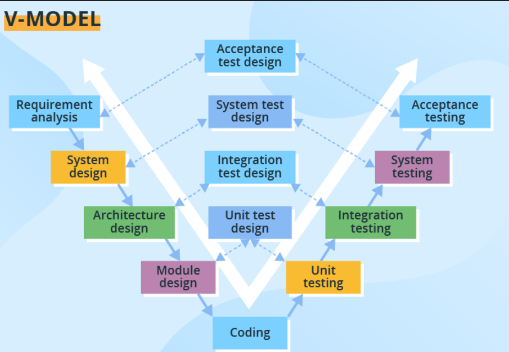 V-MODEL
Acceptance
test design
Requirement
analysis
System test
design
Acceptance
testing
System
design
Integration
test design
System
testing
Architecture
design
Unit test
design
Integration
testing
Module
design
Unit
testing
Coding